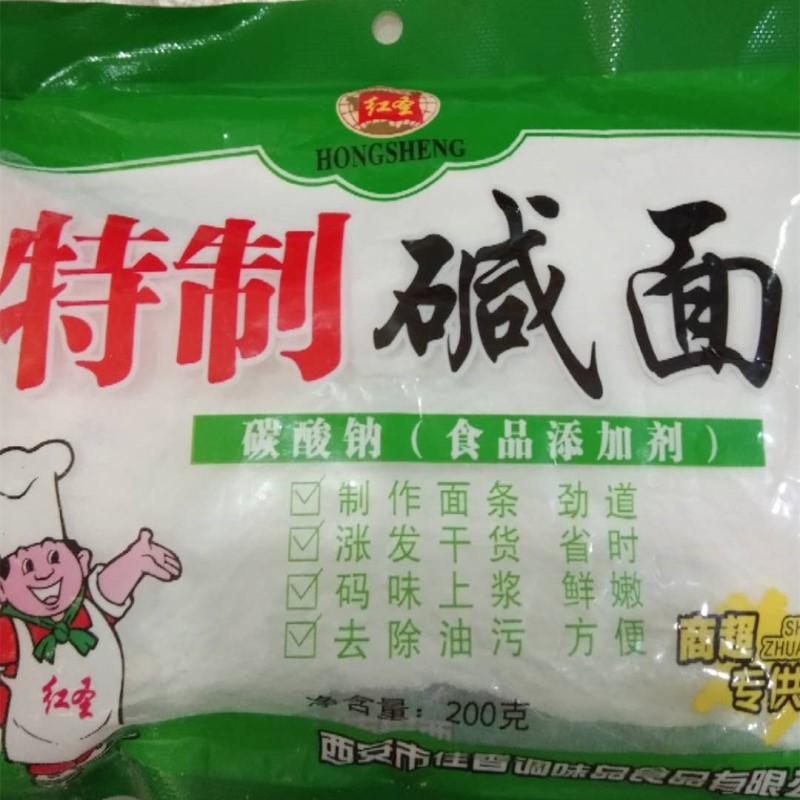 红圣
HONGSHENG
特制碱面
碳酸钠（食品添加剂）
☑制作面条 劲道
☑涨发干货 省时
☑码味上浆 鲜嫩
☑去除油污 方便
商超
SH
ZHUA
专供
红圣
净含量：200克
西安市佳香调味品食品有限公